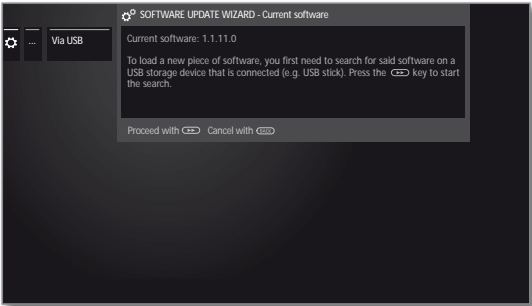 SOFTWARE UPDATE WIZARD - Current software
... Via USB
Current software: 1.1.11.0
To load a new piece of software, you first need to search for said software on a
USB storage device that is connected (e.g. USB stick). Press the key to start
the search.
Proceed with Cancel with BACK